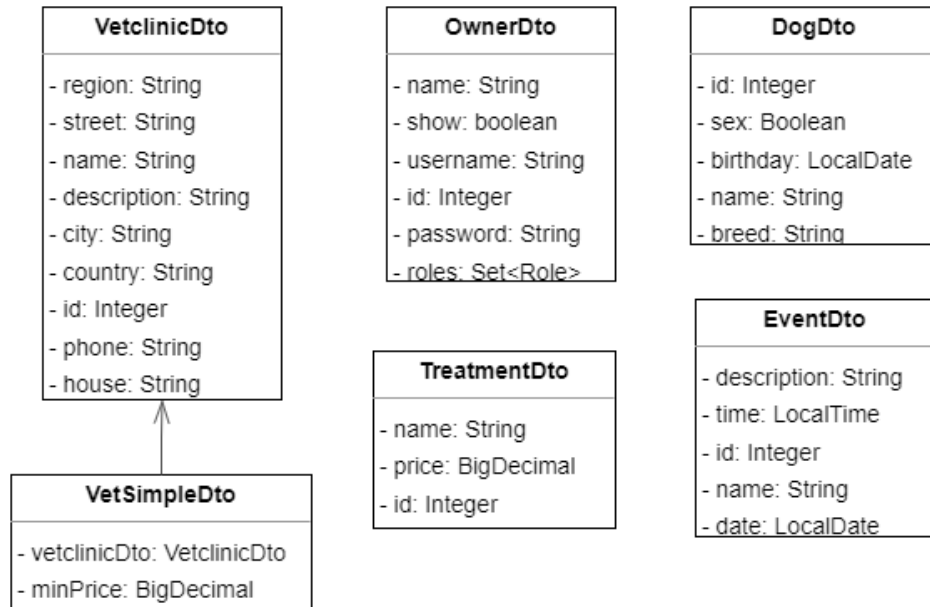 VetclinicDto
- region: String
- street: String
- name: String
- description: String
- city: String
- country: String
- id: Integer
- phone: String
- house: String
OwnerDto
- name: String
- show: boolean
- username: String
- id: Integer
- password: String
- roles: Set<Role>
DogDto
- id: Integer
- sex: Boolean
- birthday: LocalDate
- name: String
- breed: String
VetSimpleDto
- vetclinicDto: VetclinicDto
- minPrice: BigDecimal
TreatmentDto
- name: String
- price: BigDecimal
- id: Integer
EventDto
- description: String
- time: LocalTime
- id: Integer
- name: String
- date: LocalDate